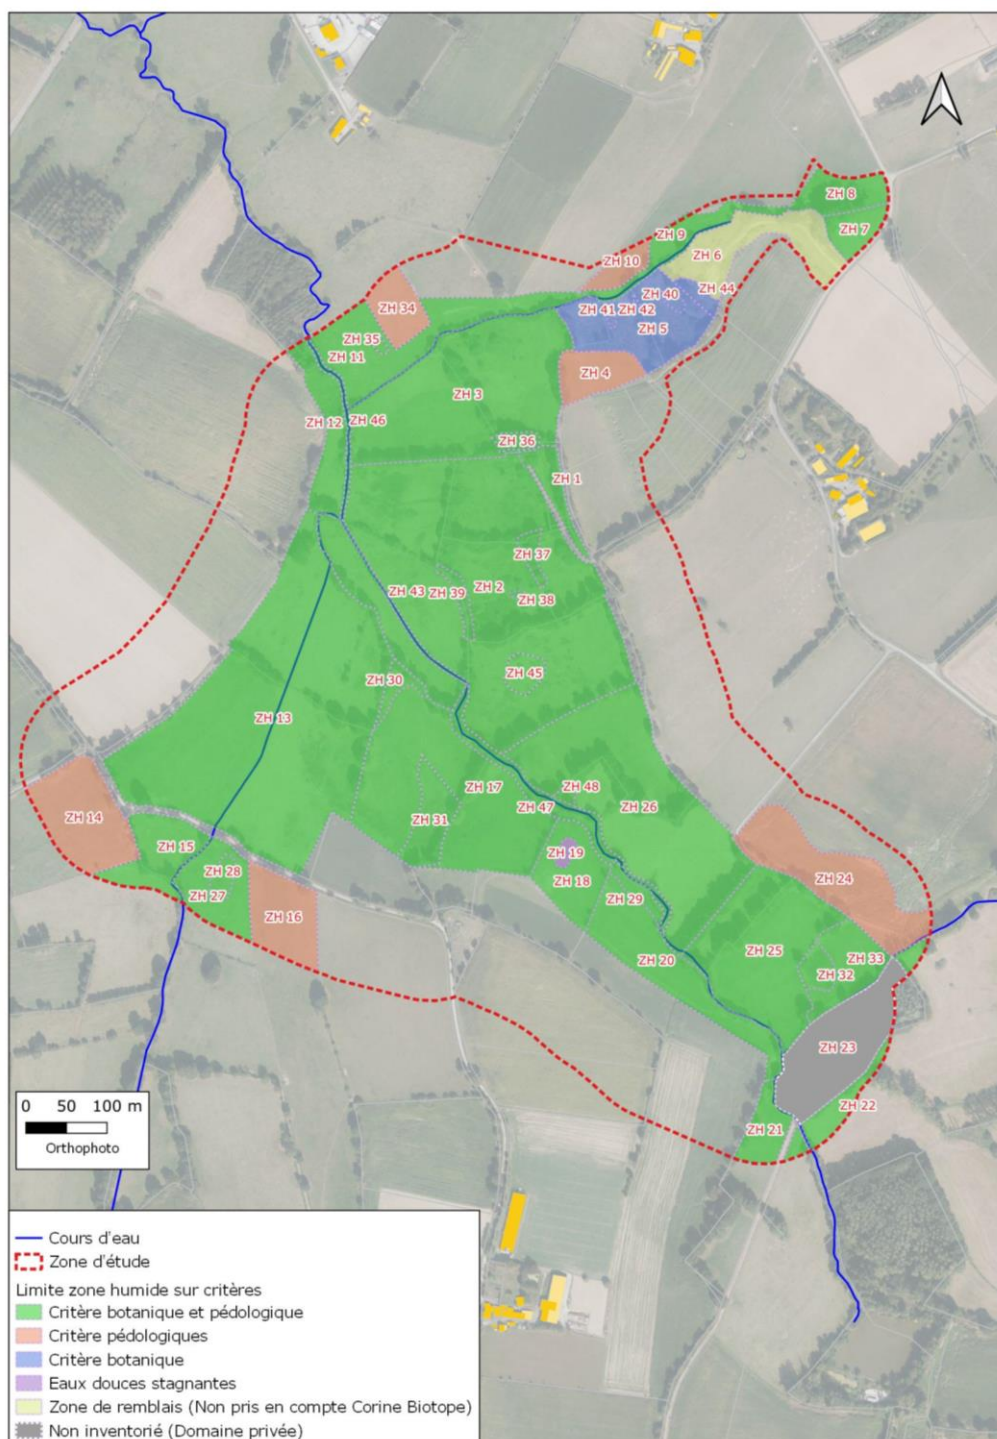 ZH 8
ZH 7
ZH 9
ZH 6
ZH 10
ZH 44
ZH 40
ZH 41
ZH 42
ZH 5
ZH 34
ZH 35
ZH 11
ZH 4
ZH 3
ZH 12
ZH 46
ZH 36
ZH 1
ZH 37
ZH 43
ZH 39
ZH 2
ZH 38
ZH 45
ZH 30
ZH 13
ZH 17
ZH 48
ZH 47
ZH 26
ZH 31
ZH 14
ZH 15
ZH 19
ZH 28
ZH 18
ZH 24
ZH 27
ZH 29
ZH 16
ZH 25
ZH 20
ZH 33
ZH 32
ZH 23
ZH 22
ZH 21
0 50 100 m
Orthophoto
Cours d'eau
Zone d'étude
Limite zone humide sur critères
Critère botanique et pédologique
Critère pédologiques
Critère botanique
Eaux douces stagnantes
Zone de remblais (Non pris en compte Corine Biotope)
Non inventorié (Domaine privée)